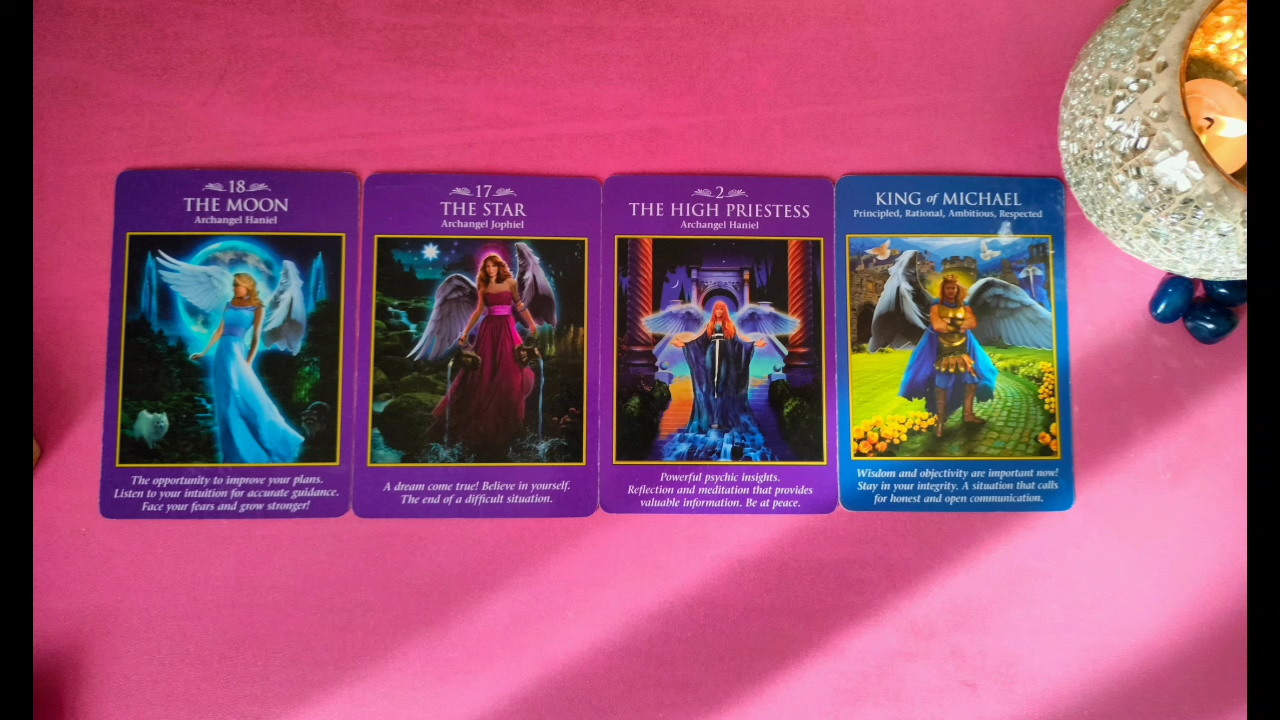 18
THE MOON
Archangel Haniel
The opportunity to improve your plans.
Listen to your intuition for accurate guidance.
Face your fears and grow stronger!
17
THE STAR
Archangel Jophiel
A dream come true! Believe in yourself.
The end of a difficult situation.
2
THE HIGH PRIESTESS
Archangel Haniel
Powerful psychic insights.
Reflection and meditation that provides
valuable information. Be at peace.
KING of MICHAEL
Principled, Rational, Ambitious, Respected
Wisdom and objectivity are important now!
Stay in your integrity. A situation that calls
for honest and open communication.